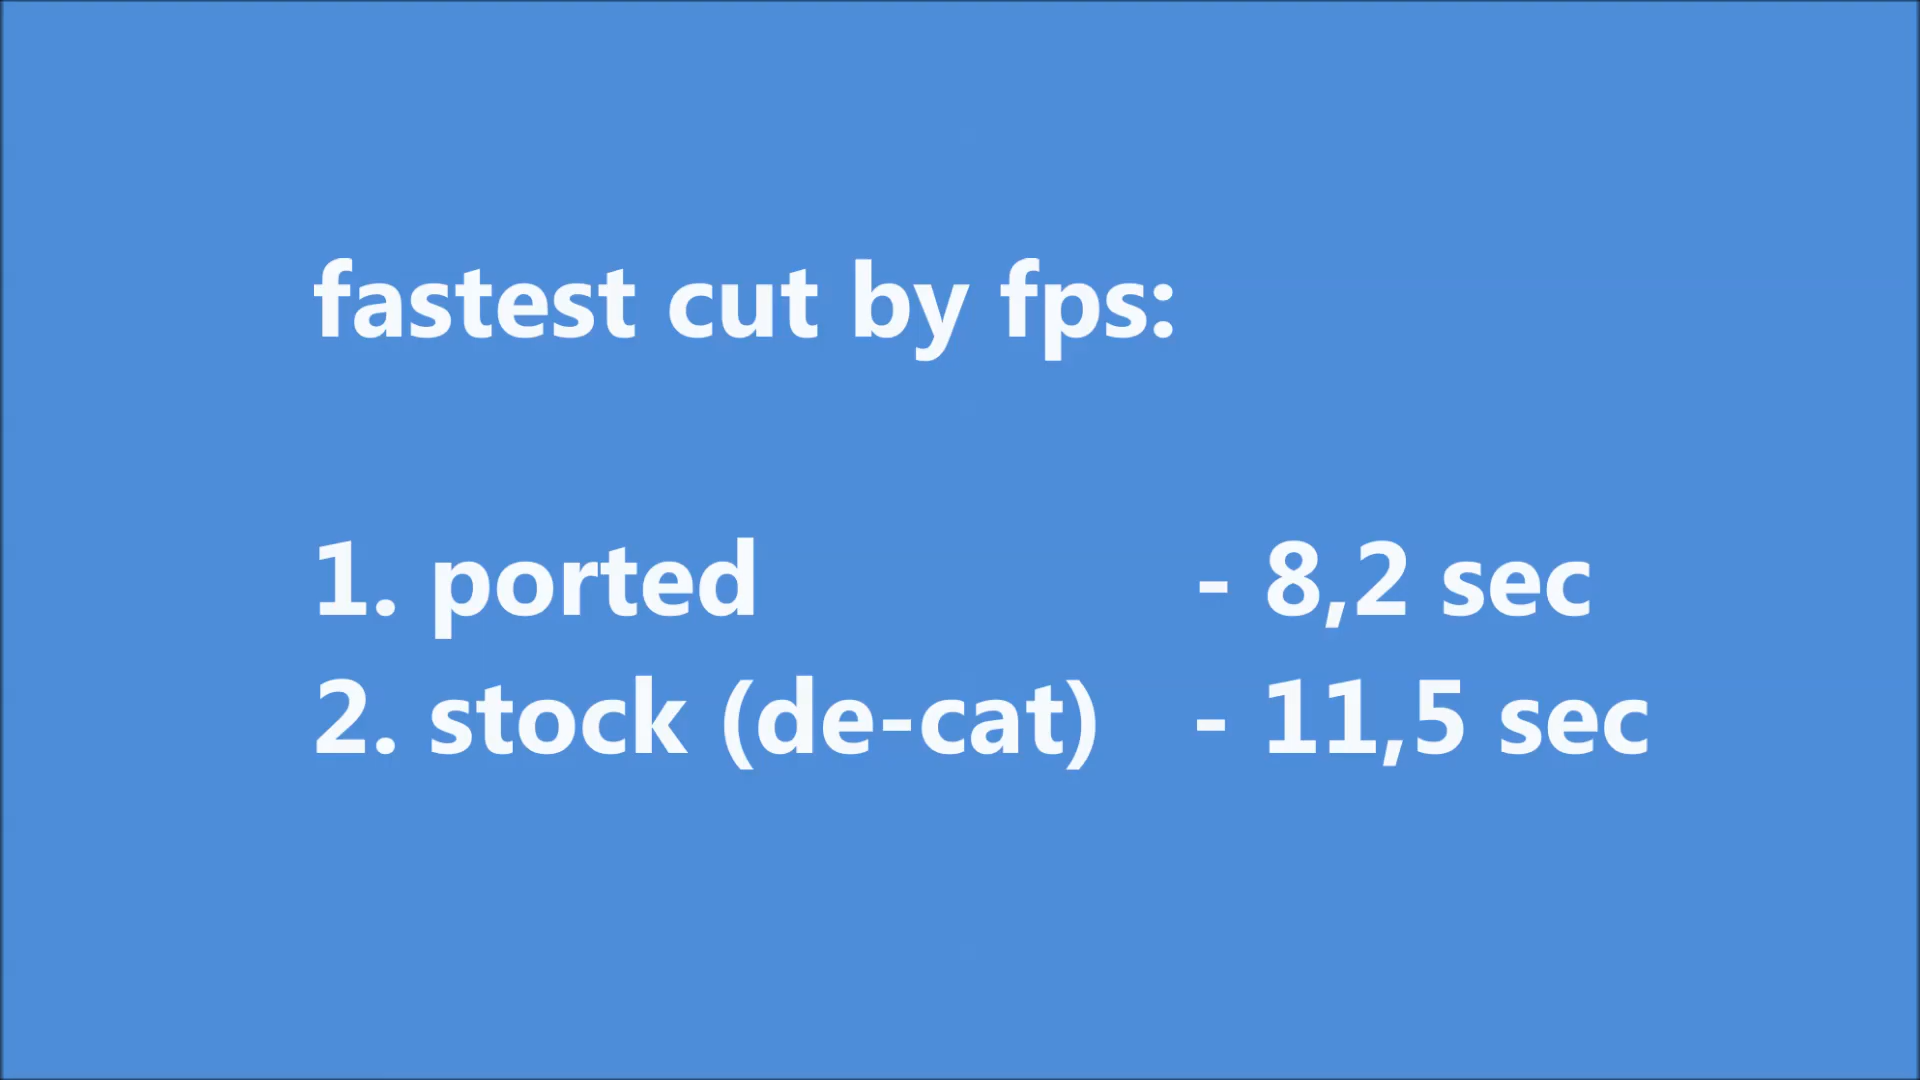 fastest cut by fps:
1. ported - 8,2 sec
2. stock (de-cat) - 11,5 sec